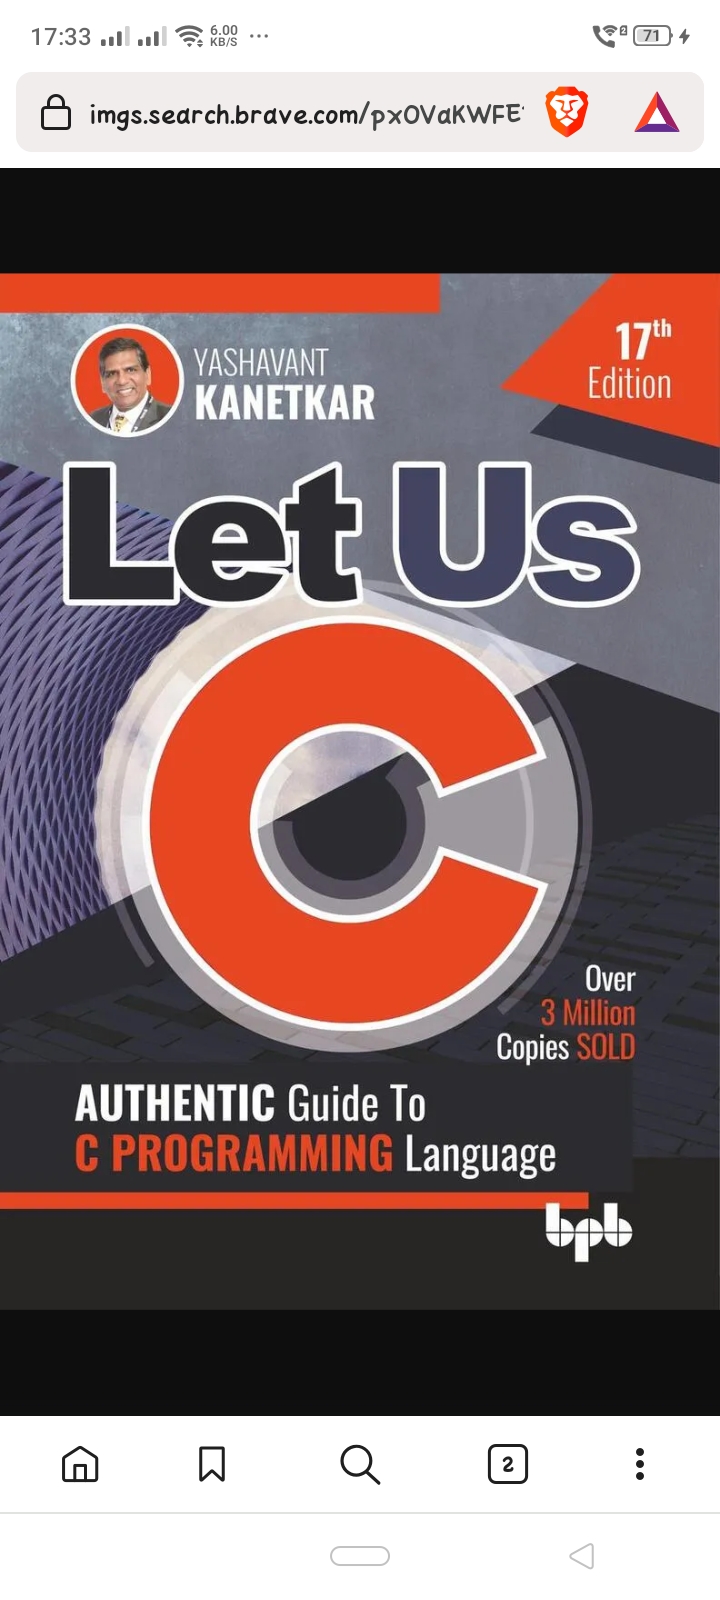 17:33 6.00 KB/S ... 71
imgs.search.brave.com/pxOVaKWFE
17th
Edition
YASHAVANT
KANETKAR
Let Us
C
Over
3 Million
Copies SOLD
AUTHENTIC Guide To
C PROGRAMMING Language
bpb
2